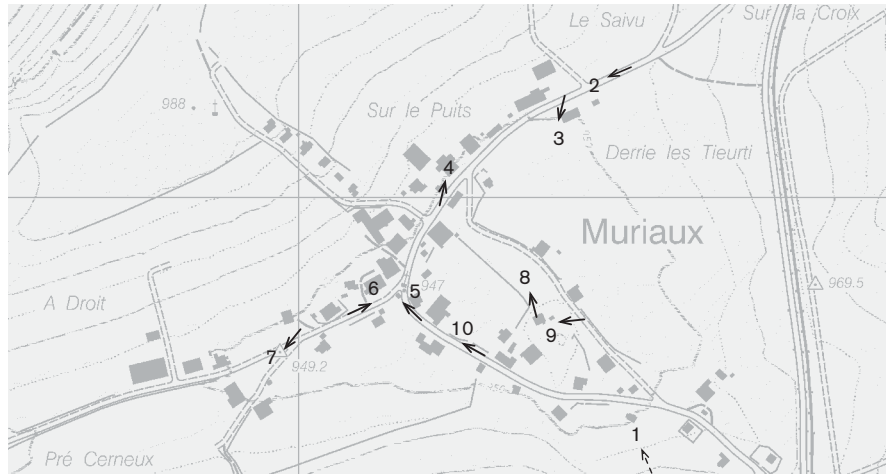 Le Saivu
Sur la Croix
2
988
Sur le Puits
3
Derrie les Tieurti
4
Muriaux
8
947
969.5
A Droit
6
5
10
9
7
949.2
1
Pré Cerneux